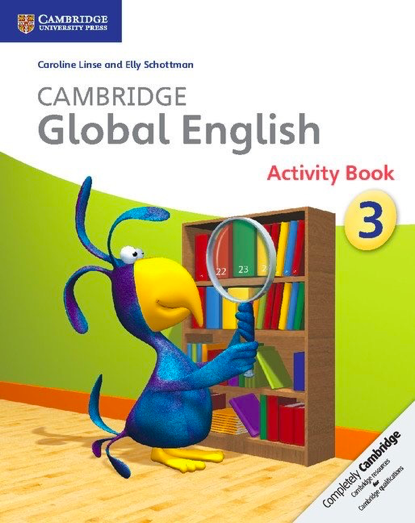 CAMBRIDGE
UNIVERSITY PRESS
Caroline Linse and Elly Schottman
CAMBRIDGE
Global English
Activity Book
3
22 23 2
Completely Cambridge
Cambridge resources
for
Cambridge qualifications